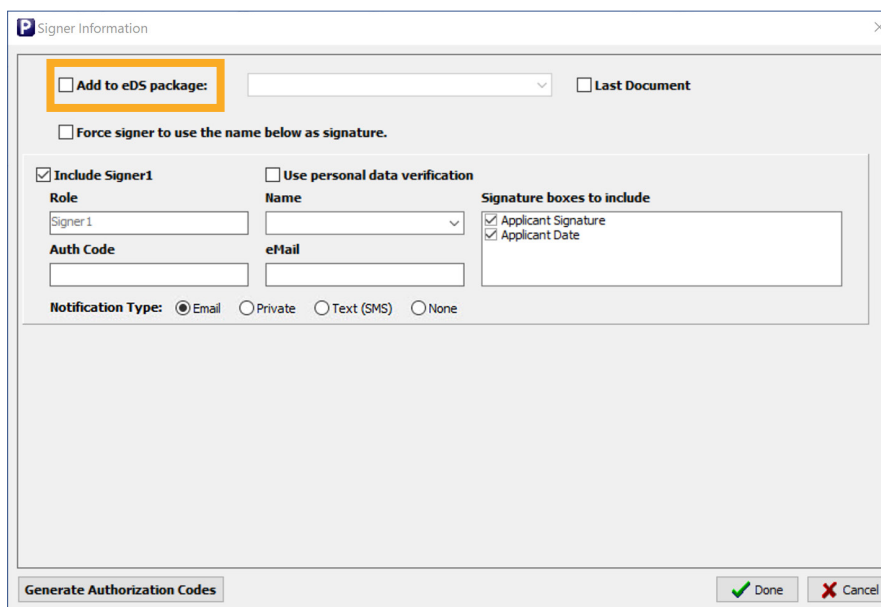 P Signer Information
Add to eDS package:
Last Document
Force signer to use the name below as signature.
Include Signer1
Use personal data verification
Role
Name
Signature boxes to include
Signer1
Applicant Signature
Applicant Date
Auth Code
eMail
Notification Type: Email Private Text (SMS) None
Generate Authorization Codes
Done
Cancel